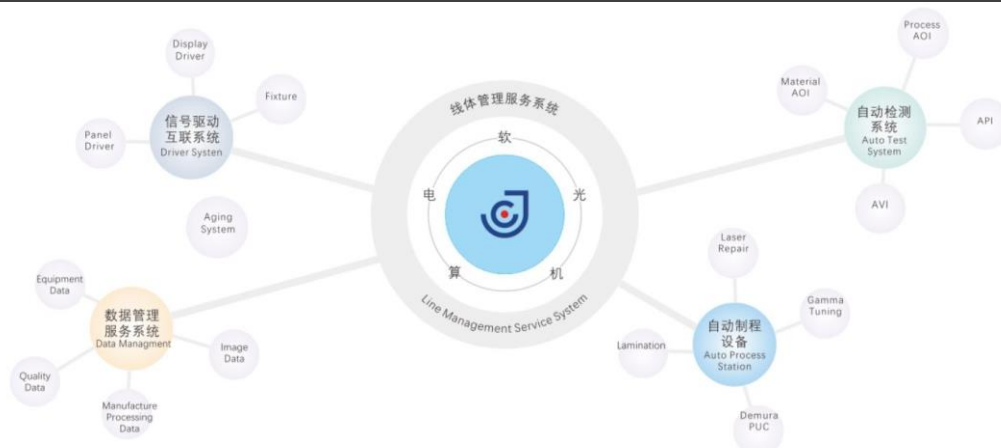 Display
Driver
Fixture
信号驱动
互联系统
Driver Systen
Panel
Driver
Aging
System
Equipment
Data
数据管理
服务系统
Data Managment
Image
Data
Quality
Data
Manufacture
Processing
Data
线体管理服务系统
软
电
光
算
机
Line Management Service System
Process
AOI
Material
AOI
自动检测
系统
Auto Test
System
API
AVI
Laser
Repair
Gamma
Tuning
自动制程
设备
Auto Process
Station
Lamination
Demura
PUC